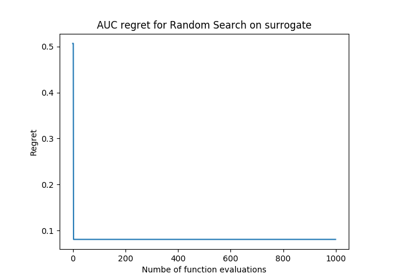 AUC regret for Random Search on surrogate
0.5
0.4
0.3
0.2
0.1
Regret
0 200 400 600 800 1000
Numbe of function evaluations